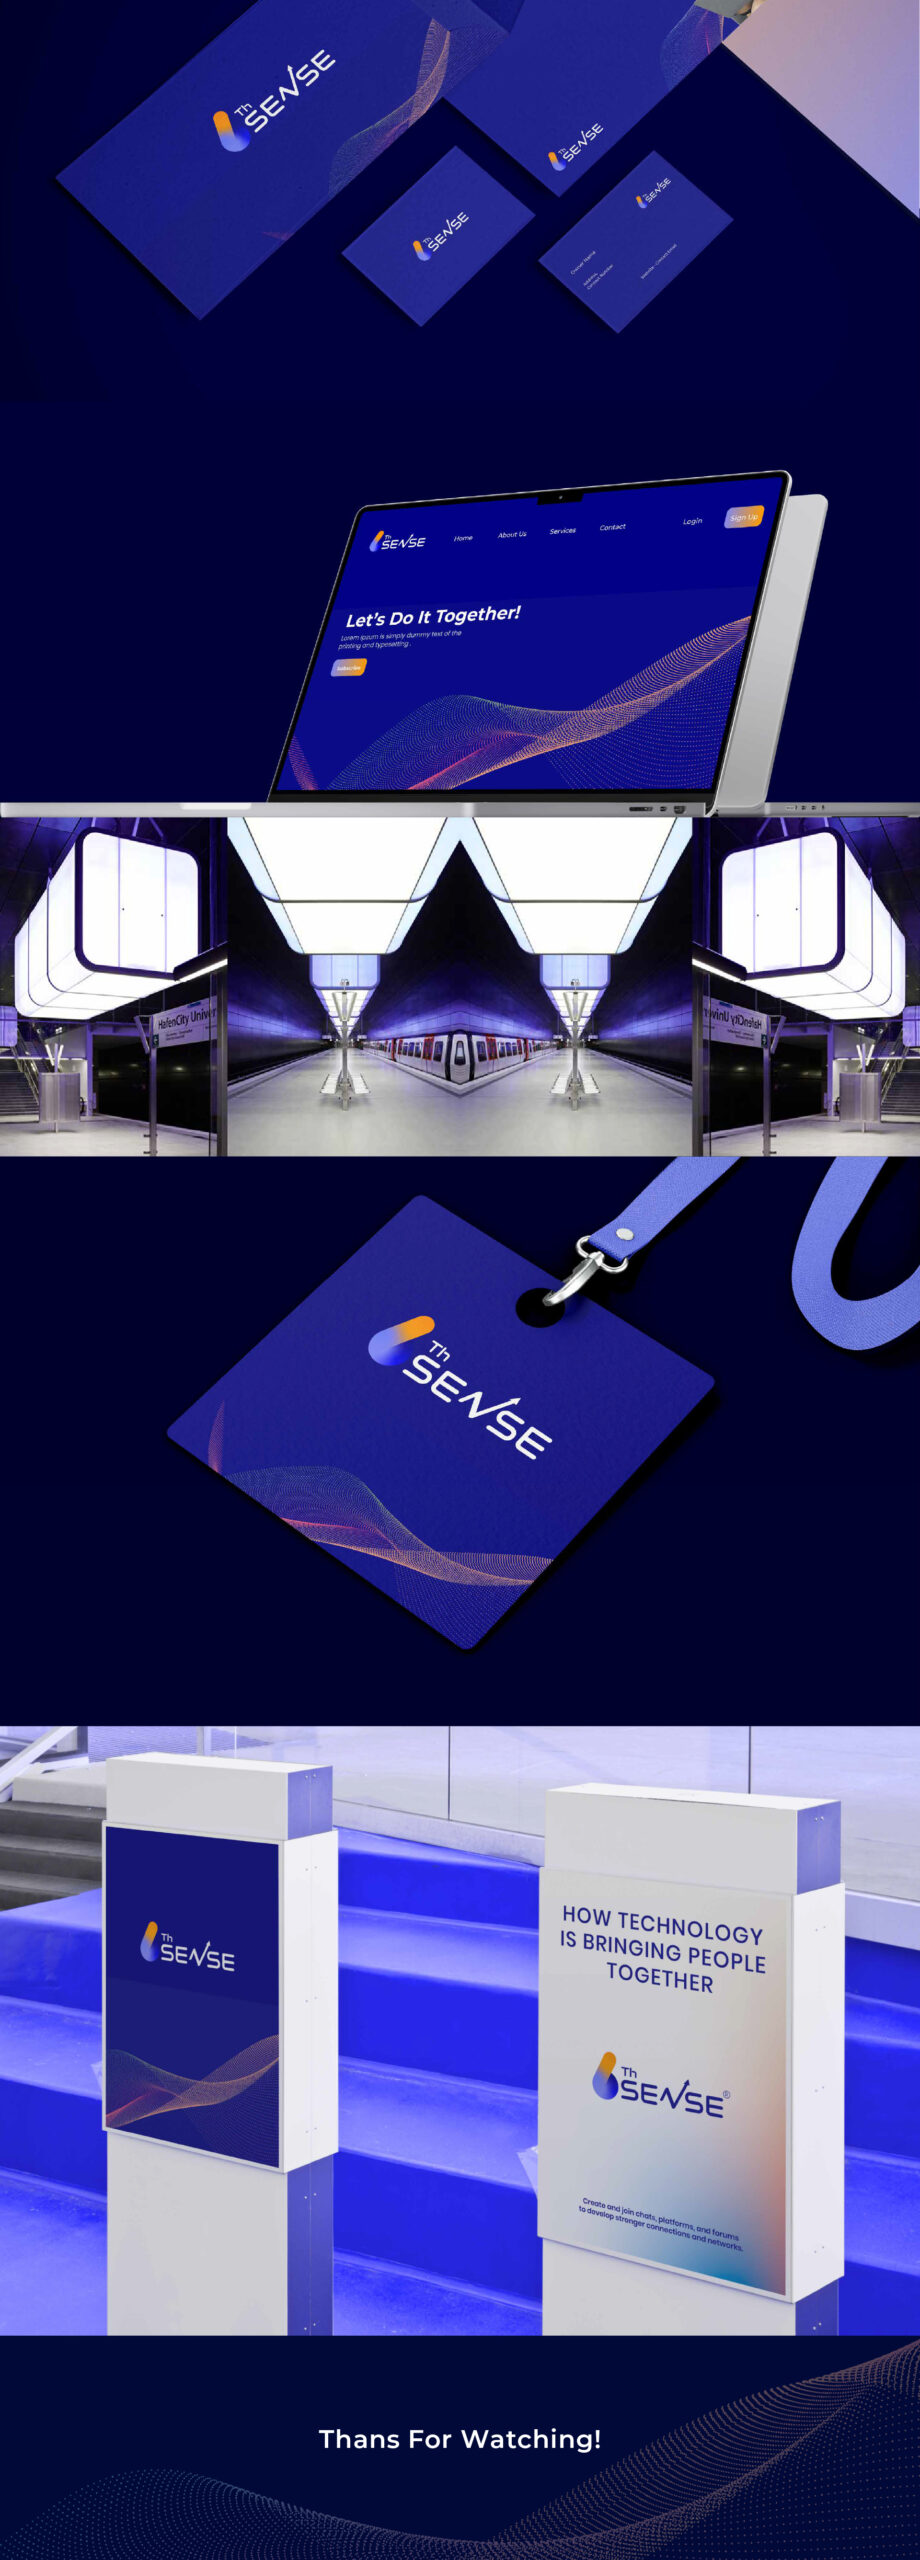 Th
SENSE
Th
SENSE
Th
SENSE
Th
SENSE
Owner Name
Address,
Contact Number
Website - Contact Email
Th
SENSE
Home
About Us
Services
Contact
Login
Sign Up
Let's Do It Together!
Lorem Ipsum is simply dummy text of the
printing and typesetting .
Subscribe
HafenCity Univer
HafenCity Univer
Th
SENSE
Th
SENSE
HOW TECHNOLOGY
IS BRINGING PEOPLE
TOGETHER
Th
SENSE®
Create and join chats, platforms, and forums
to develop stronger connections and networks.
Thans For Watching!